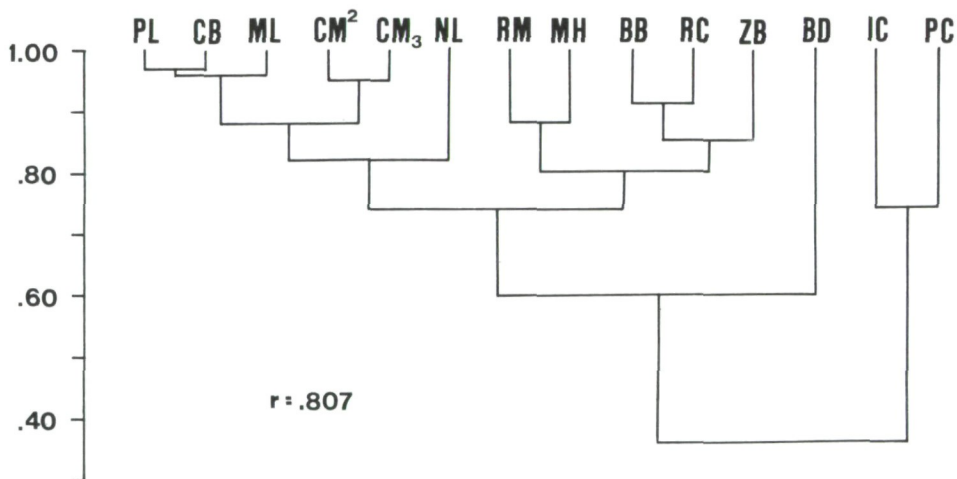 PL CB ML CM² CM₃ NL RM MH BB RC ZB BD IC PC
1.00
.80
.60
.40
r=.807